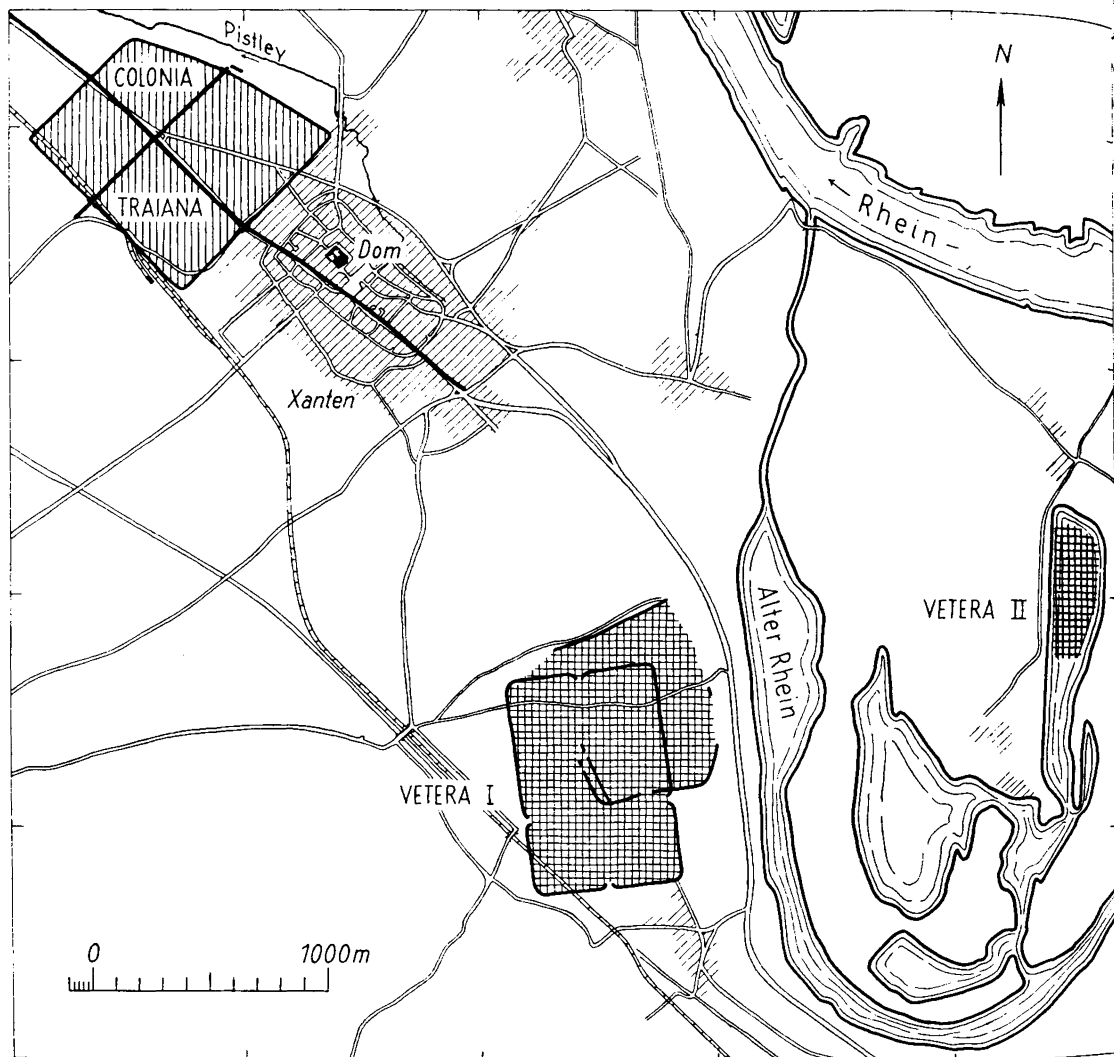 Pistley
COLONIA
N
TRAIANA
Rhein
Dom
Xanten
Alter Rhein
VETERA II
VETERA I
0 1000m